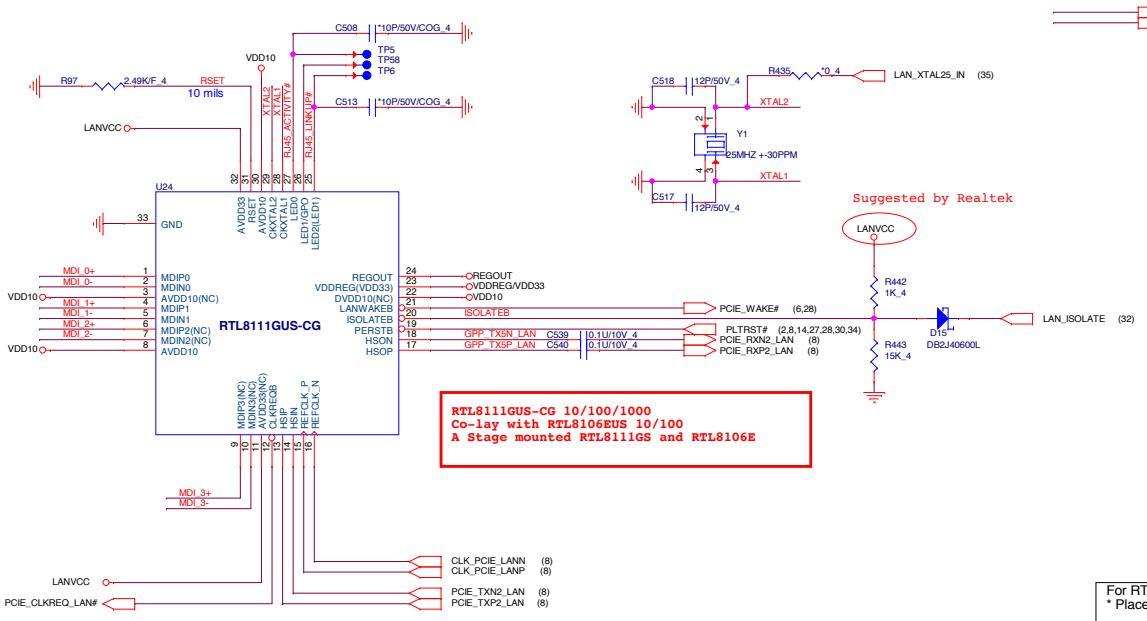 C508 *10P/50V/COG_4
TP5
TP58
TP6
VDD10
R97 2.49K/F_4 RSET
10 mils
C513 *10P/50V/COG_4
LANVCC
XTAL2
XTAL1
RJ45_ACTIVITY#
RJ45_LINKUP#
C518 12P/50V_4
R435 *0_4 LAN_XTAL25_IN (35)
XTAL2
2 1
Y1
25MHZ +-30PPM
4 3
XTAL1
C517 12P/50V_4
Suggested by Realtek
LANVCC
R442
1K_4
R443
15K_4
D15
DB2J40600L
LAN_ISOLATE (32)
U24
32 31 30 29 28 27 26 25
AVDD33
RSET
AVDD10
CKXTAL2
CKXTAL1
LED0
LED1/GPO
LED2(LED1)
33 GND
MDI_0+ 1 MDIP0
MDI_0- 2 MDIN0
VDD10 3 AVDD10(NC)
MDI_1+ 4 MDIP1
MDI_1- 5 MDIN1
MDI_2+ 6 MDIP2(NC)
MDI_2- 7 MDIN2(NC)
VDD10 8 AVDD10
RTL8111GUS-CG
REGOUT 24 REGOUT
VDDREG(VDD33) 23 VDDREG/VDD33
DVDD10(NC) 22 VDD10
LANWAKEB 21 PCIE_WAKE# (6,28)
ISOLATEB 20 ISOLATEB
PERSTB 19 PLTRST# (2,8,14,27,28,30,34)
HSON 18 GPP_TX5N_LAN C539 0.1U/10V_4 PCIE_RXN2_LAN (8)
HSOP 17 GPP_TX5P_LAN C540 0.1U/10V_4 PCIE_RXP2_LAN (8)
MDIP3(NC)
MDIN3(NC)
AVDD33(NC)
CLKREQB
HSIP
HSIN
REFCLK_P
REFCLK_N
9 10 11 12 13 14 15 16
RTL8111GUS-CG 10/100/1000
Co-lay with RTL8106EUS 10/100
A Stage mounted RTL8111GS and RTL8106E
MDI_3+
MDI_3-
CLK_PCIE_LANN (8)
CLK_PCIE_LANP (8)
LANVCC
PCIE_TXN2_LAN (8)
PCIE_CLKREQ_LAN#
PCIE_TXP2_LAN (8)
For RT
* Place